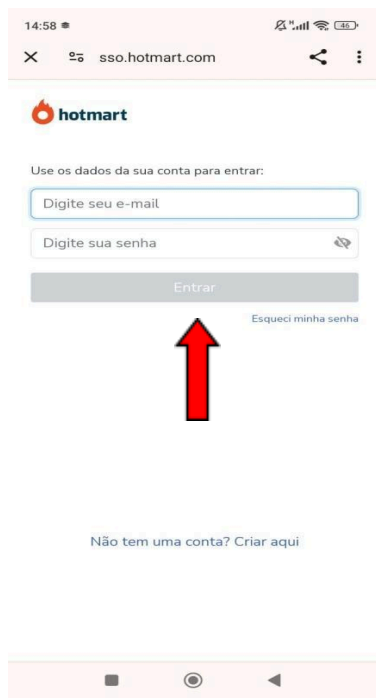 14:58
46
sso.hotmart.com
hotmart
Use os dados da sua conta para entrar:
Digite seu e-mail
Digite sua senha
Entrar
Esqueci minha senha
Não tem uma conta? Criar aqui